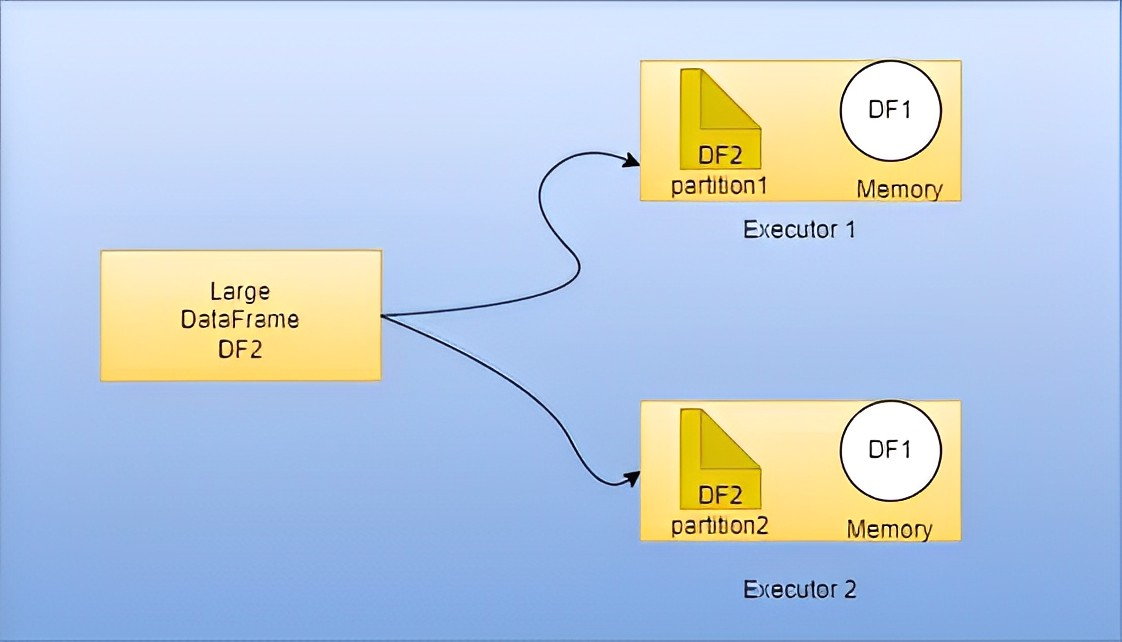 Large
DataFrame
DF2
DF2
partition1
DF1
Memory
Executor 1
DF2
partition2
DF1
Memory
Executor 2